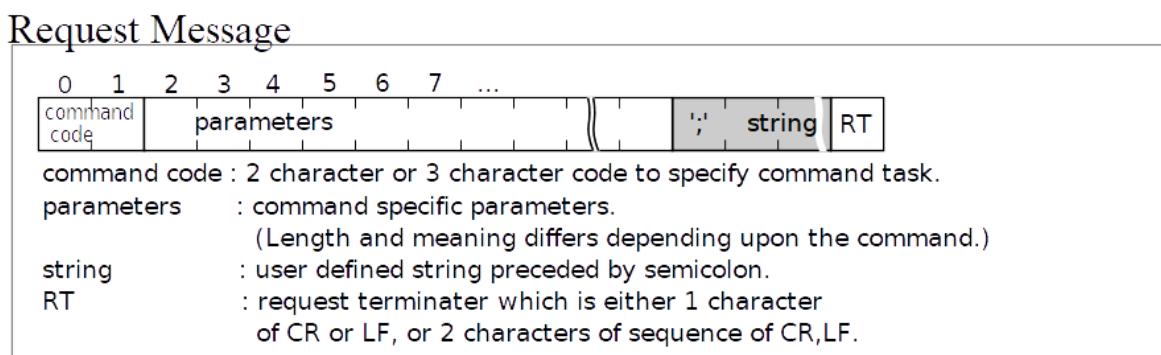 Request Message
0 1 2 3 4 5 6 7 ...
command code parameters ';' string RT
command code : 2 character or 3 character code to specify command task.
parameters : command specific parameters.
(Length and meaning differs depending upon the command.)
string : user defined string preceded by semicolon.
RT : request terminater which is either 1 character
of CR or LF, or 2 characters of sequence of CR,LF.